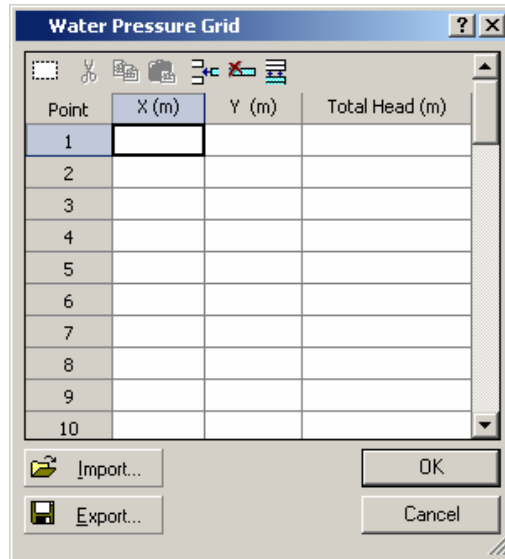 Water Pressure Grid
Point X (m) Y (m) Total Head (m)
1
2
3
4
5
6
7
8
9
10
Import... OK
Export... Cancel